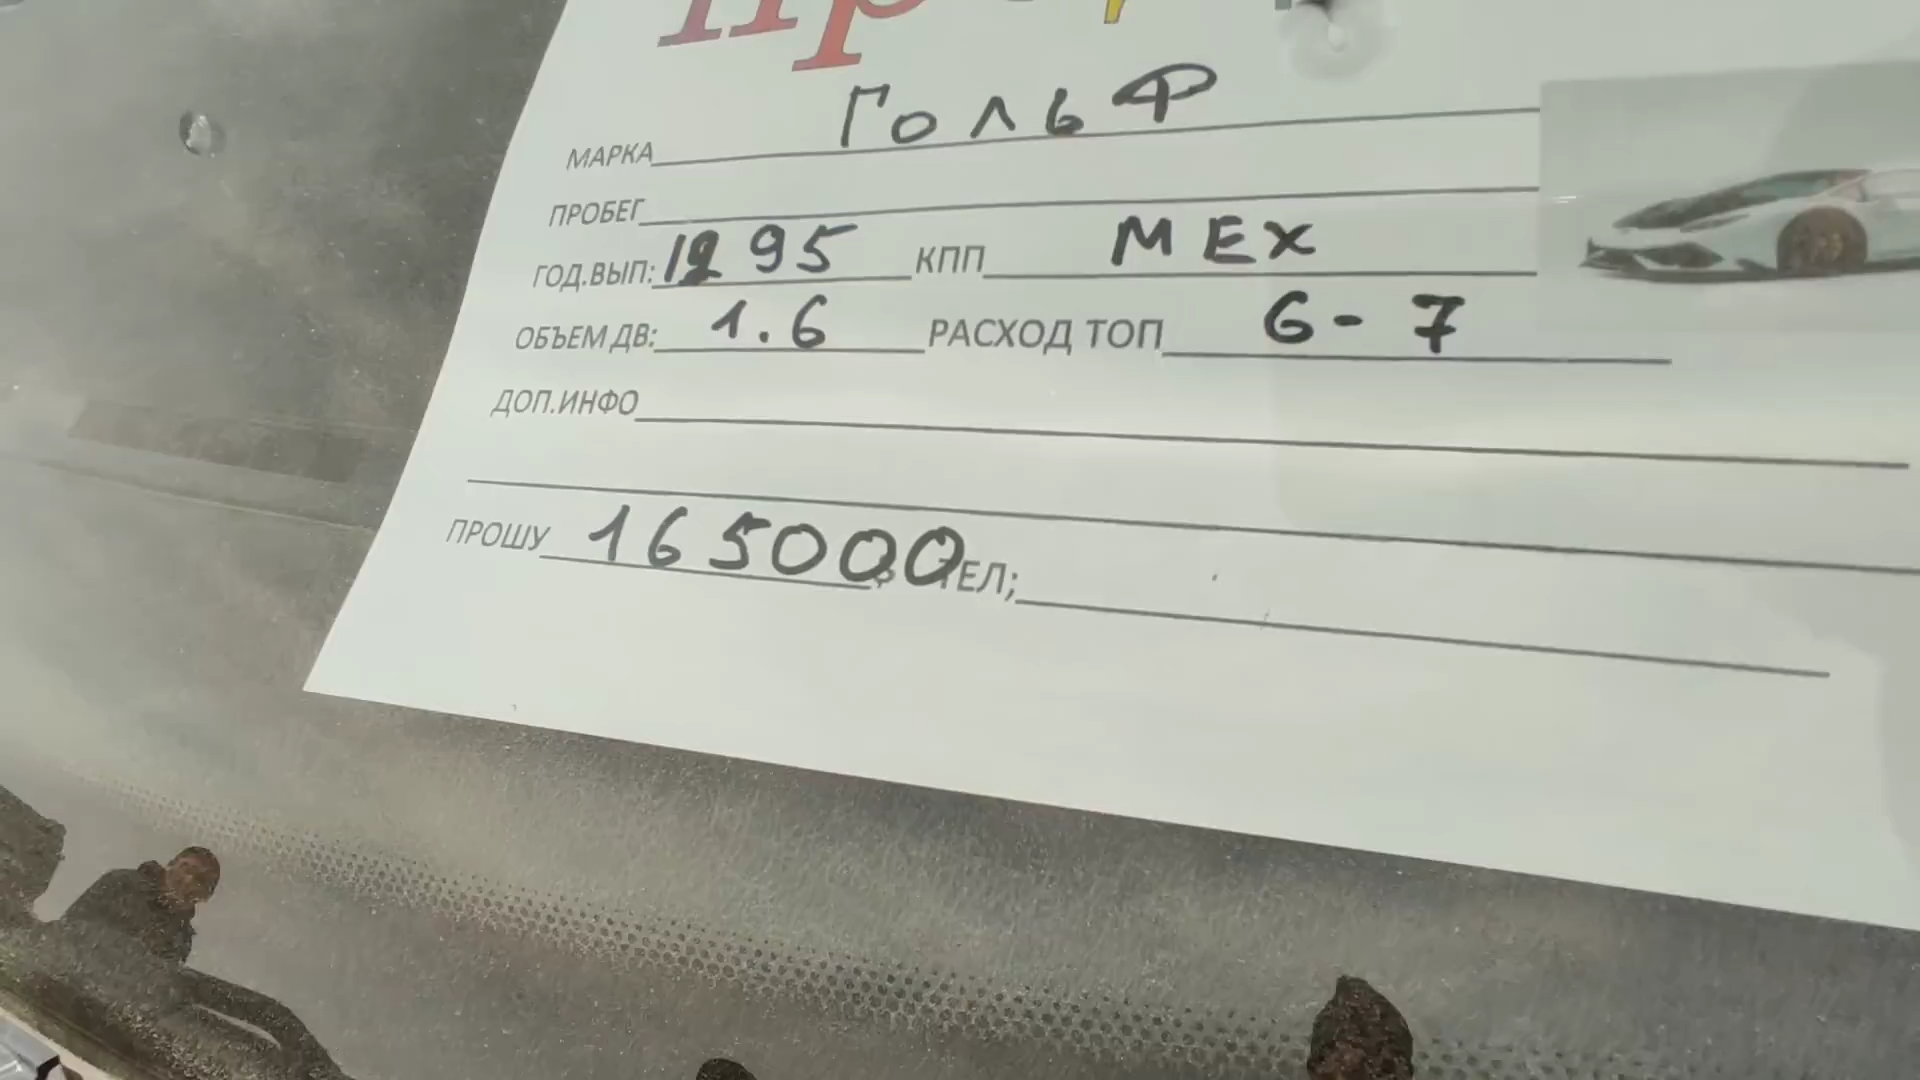 МАРКА Гольф
ПРОБЕГ
ГОД.ВЫП: 1995 КПП МЕХ
ОБЪЕМ ДВ: 1.6 РАСХОД ТОП 6-7
ДОП.ИНФО
ПРОШУ 165000 ТЕЛ;